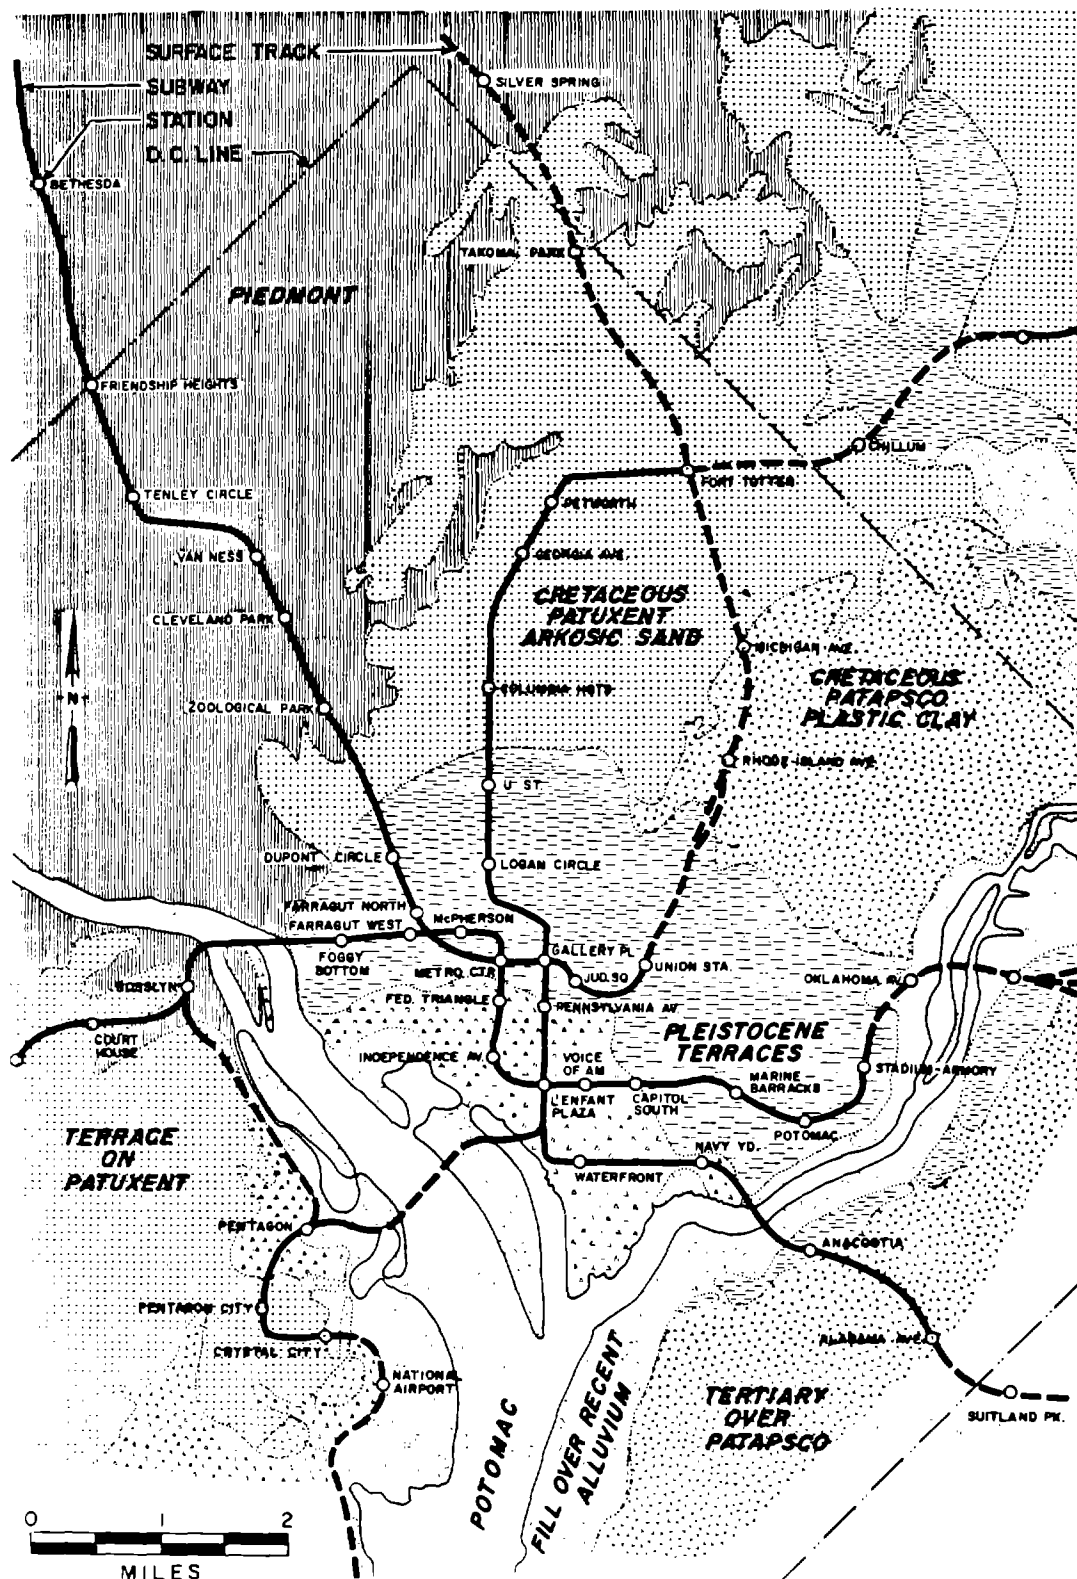 SURFACE TRACK
SUBWAY
STATION
D.C. LINE
SILVER SPRING
BETHESDA
TAKOMA PARK
PIEDMONT
FRIENDSHIP HEIGHTS
CHILLUM
FORT TOTTEN
TENLEY CIRCLE
PETWORTH
VAN NESS
GEORGIA AVE.
CRETACEOUS
PATUXENT
ARKOSIC SAND
CLEVELAND PARK
MICHIGAN AVE.
N
COLUMBIA HGTS
CRETACEOUS
PATAPSCO
PLASTIC CLAY
ZOOLOGICAL PARK
RHODE ISLAND AVE.
U ST
DUPONT CIRCLE
LOGAN CIRCLE
FARRAGUT NORTH
FARRAGUT WEST
McPHERSON
FOGGY
BOTTOM
METRO CTR
GALLERY PL
JUD. SQ
UNION STA.
ROSSLYN
OKLAHOMA AV.
FED. TRIANGLE
PENNSYLVANIA AV.
COURT
HOUSE
PLEISTOCENE
TERRACES
INDEPENDENCE AV.
VOICE
OF AM
L'ENFANT
PLAZA
CAPITOL
SOUTH
MARINE
BARRACKS
STADIUM-ARMORY
POTOMAC
TERRACE
ON
PATUXENT
NAVY YD.
WATERFRONT
PENTAGON
ANACOSTIA
PENTAGON CITY
CRYSTAL CITY
ALABAMA AVE.
NATIONAL
AIRPORT
SUITLAND PK.
TERTIARY
OVER
PATAPSCO
POTOMAC
FILL OVER RECENT
ALLUVIUM
0 1 2
MILES